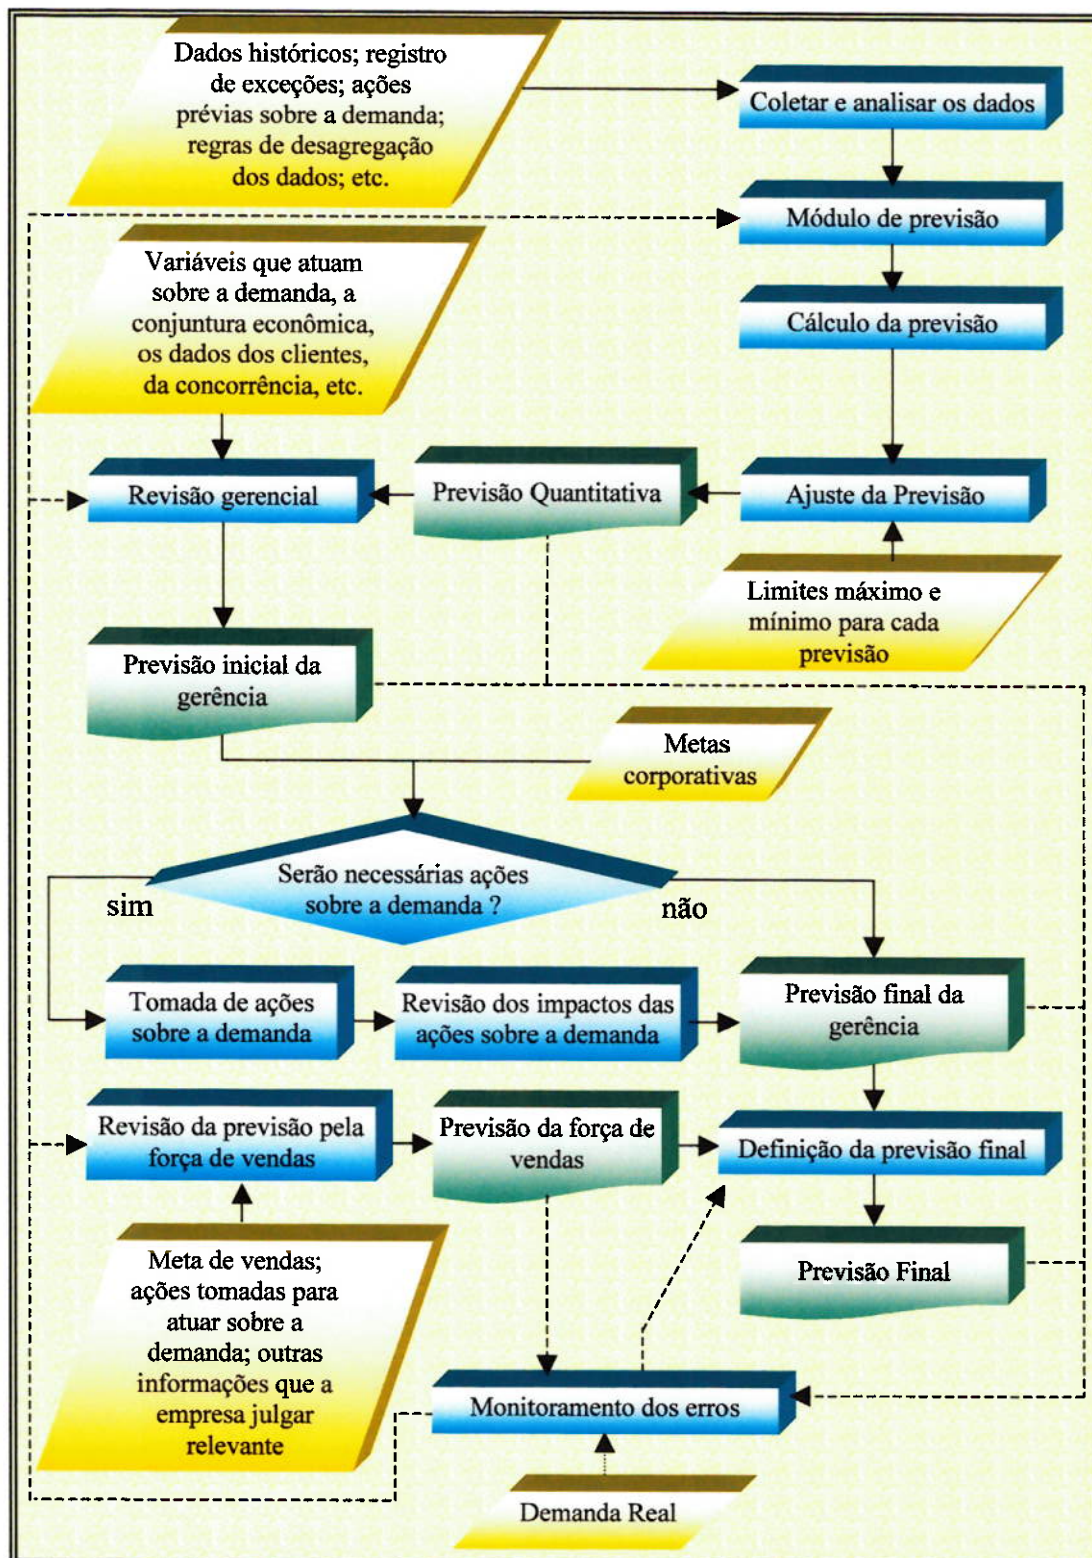 Dados históricos; registro
de exceções; ações
prévias sobre a demanda;
regras de desagregação
dos dados; etc.
Coletar e analisar os dados
Módulo de previsão
Variáveis que atuam
sobre a demanda, a
conjuntura econômica,
os dados dos clientes,
da concorrência, etc.
Cálculo da previsão
Revisão gerencial
Previsão Quantitativa
Ajuste da Previsão
Limites máximo e
mínimo para cada
previsão
Previsão inicial da
gerência
Metas
corporativas
Serão necessárias ações
sobre a demanda ?
sim
não
Tomada de ações
sobre a demanda
Revisão dos impactos das
ações sobre a demanda
Previsão final da
gerência
Revisão da previsão pela
força de vendas
Previsão da força de
vendas
Definição da previsão final
Meta de vendas;
ações tomadas para
atuar sobre a
demanda; outras
informações que a
empresa julgar
relevante
Previsão Final
Monitoramento dos erros
Demanda Real